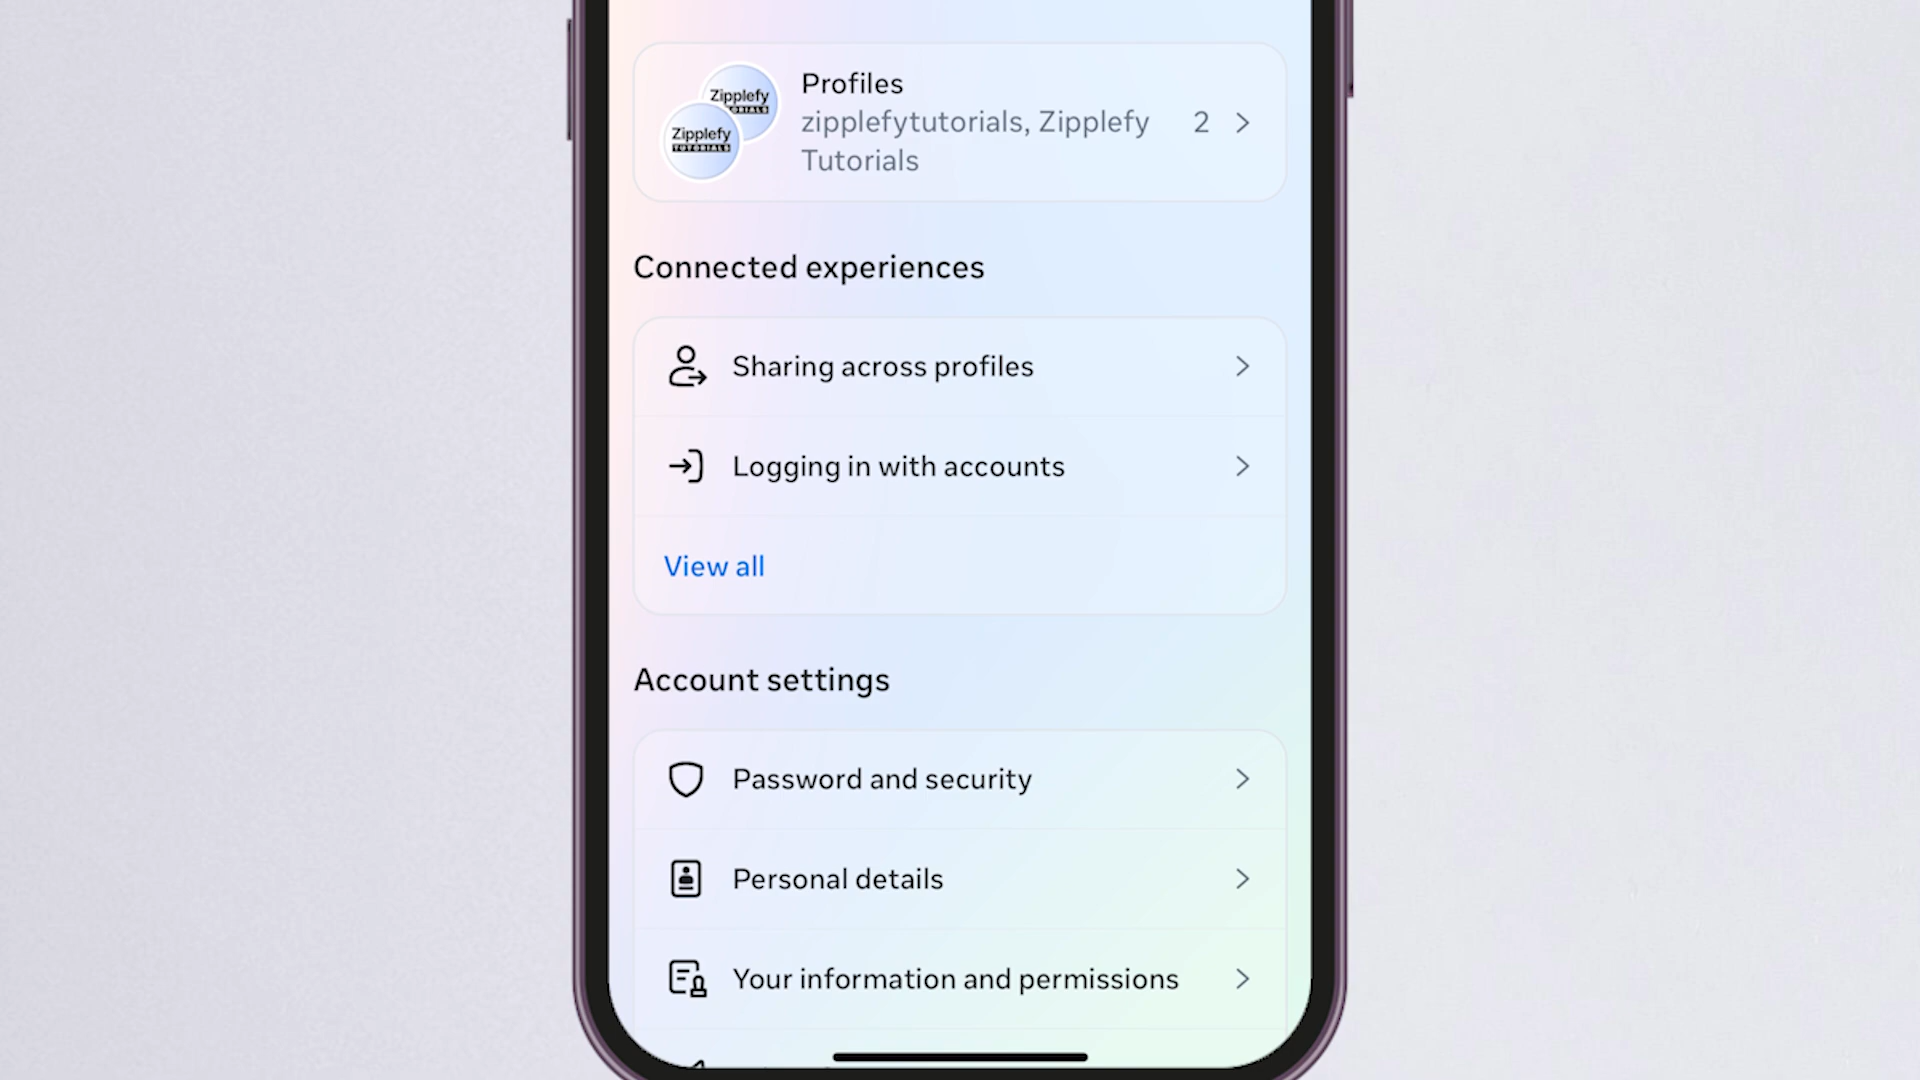 Profiles
zipplefytutorials, Zipplefy
Tutorials
2
Zipplefy
Zipplefy
TUTORIALS
Connected experiences
Sharing across profiles
Logging in with accounts
View all
Account settings
Password and security
Personal details
Your information and permissions